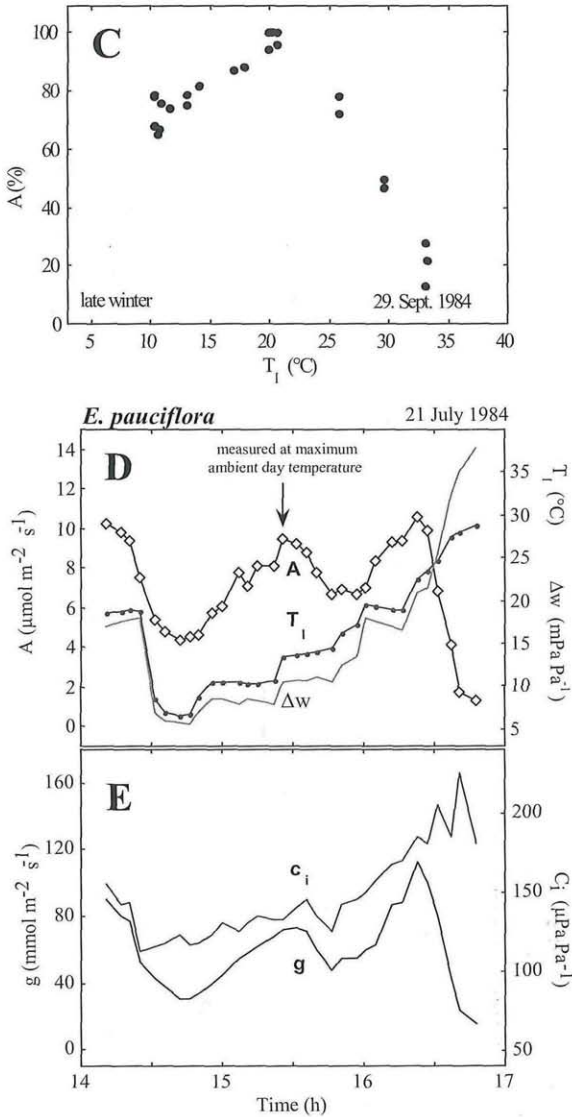 C
100
80
60
40
20
0
A (%)
late winter
29. Sept. 1984
5 10 15 20 25 30 35 40
T_l (°C)
E. pauciflora
21 July 1984
D
measured at maximum
ambient day temperature
14
12
10
8
6
4
2
0
A (μmol m⁻² s⁻¹)
A
T_l
Δw
35
30
25
20
15
10
5
T_l (°C)
Δw (mPa Pa⁻¹)
E
160
120
80
40
0
g (mmol m⁻² s⁻¹)
c_i
g
200
150
100
50
C_i (μPa Pa⁻¹)
14 15 16 17
Time (h)